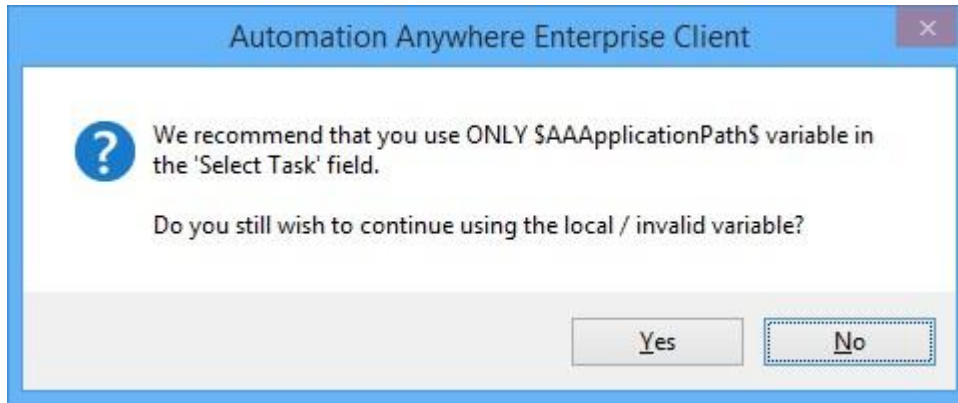 Automation Anywhere Enterprise Client
We recommend that you use ONLY $AAApplicationPath$ variable in
the 'Select Task' field.
Do you still wish to continue using the local / invalid variable?
Yes
No